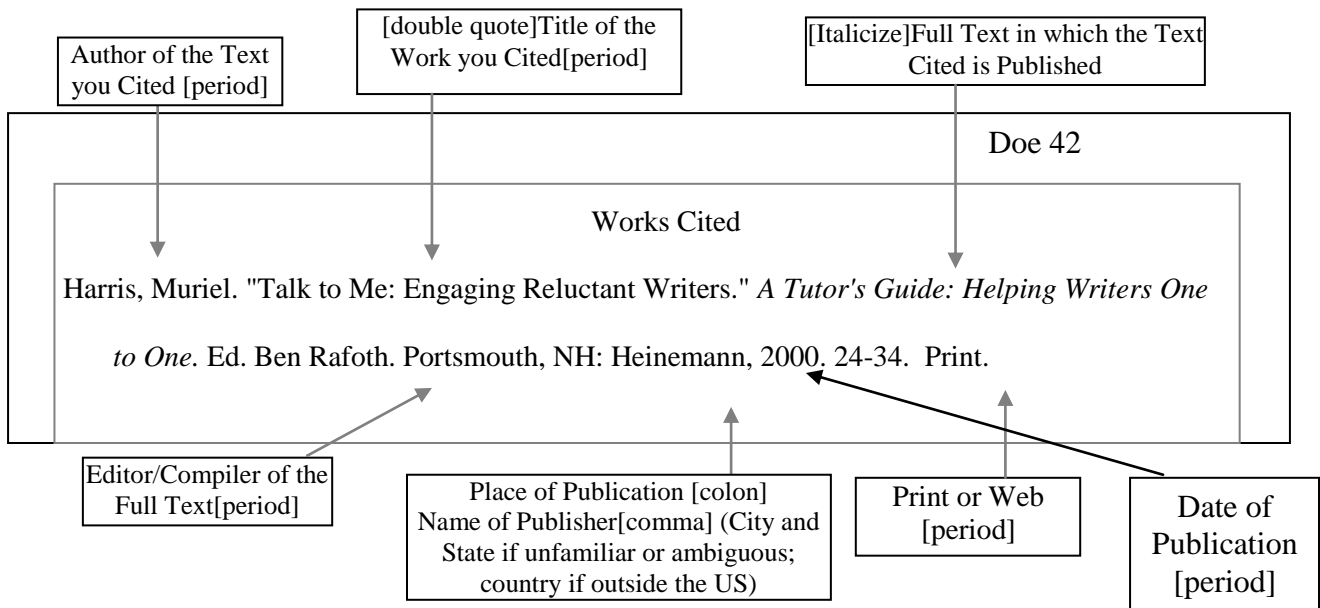 Author of the Text
you Cited [period]
[double quote]Title of the
Work you Cited[period]
[Italicize]Full Text in which the Text
Cited is Published
Doe 42
Works Cited
Harris, Muriel. "Talk to Me: Engaging Reluctant Writers." A Tutor's Guide: Helping Writers One
to One. Ed. Ben Rafoth. Portsmouth, NH: Heinemann, 2000. 24-34.  Print.
Editor/Compiler of the
Full Text[period]
Place of Publication [colon]
Name of Publisher[comma] (City and
State if unfamiliar or ambiguous;
country if outside the US)
Print or Web
[period]
Date of
Publication
[period]